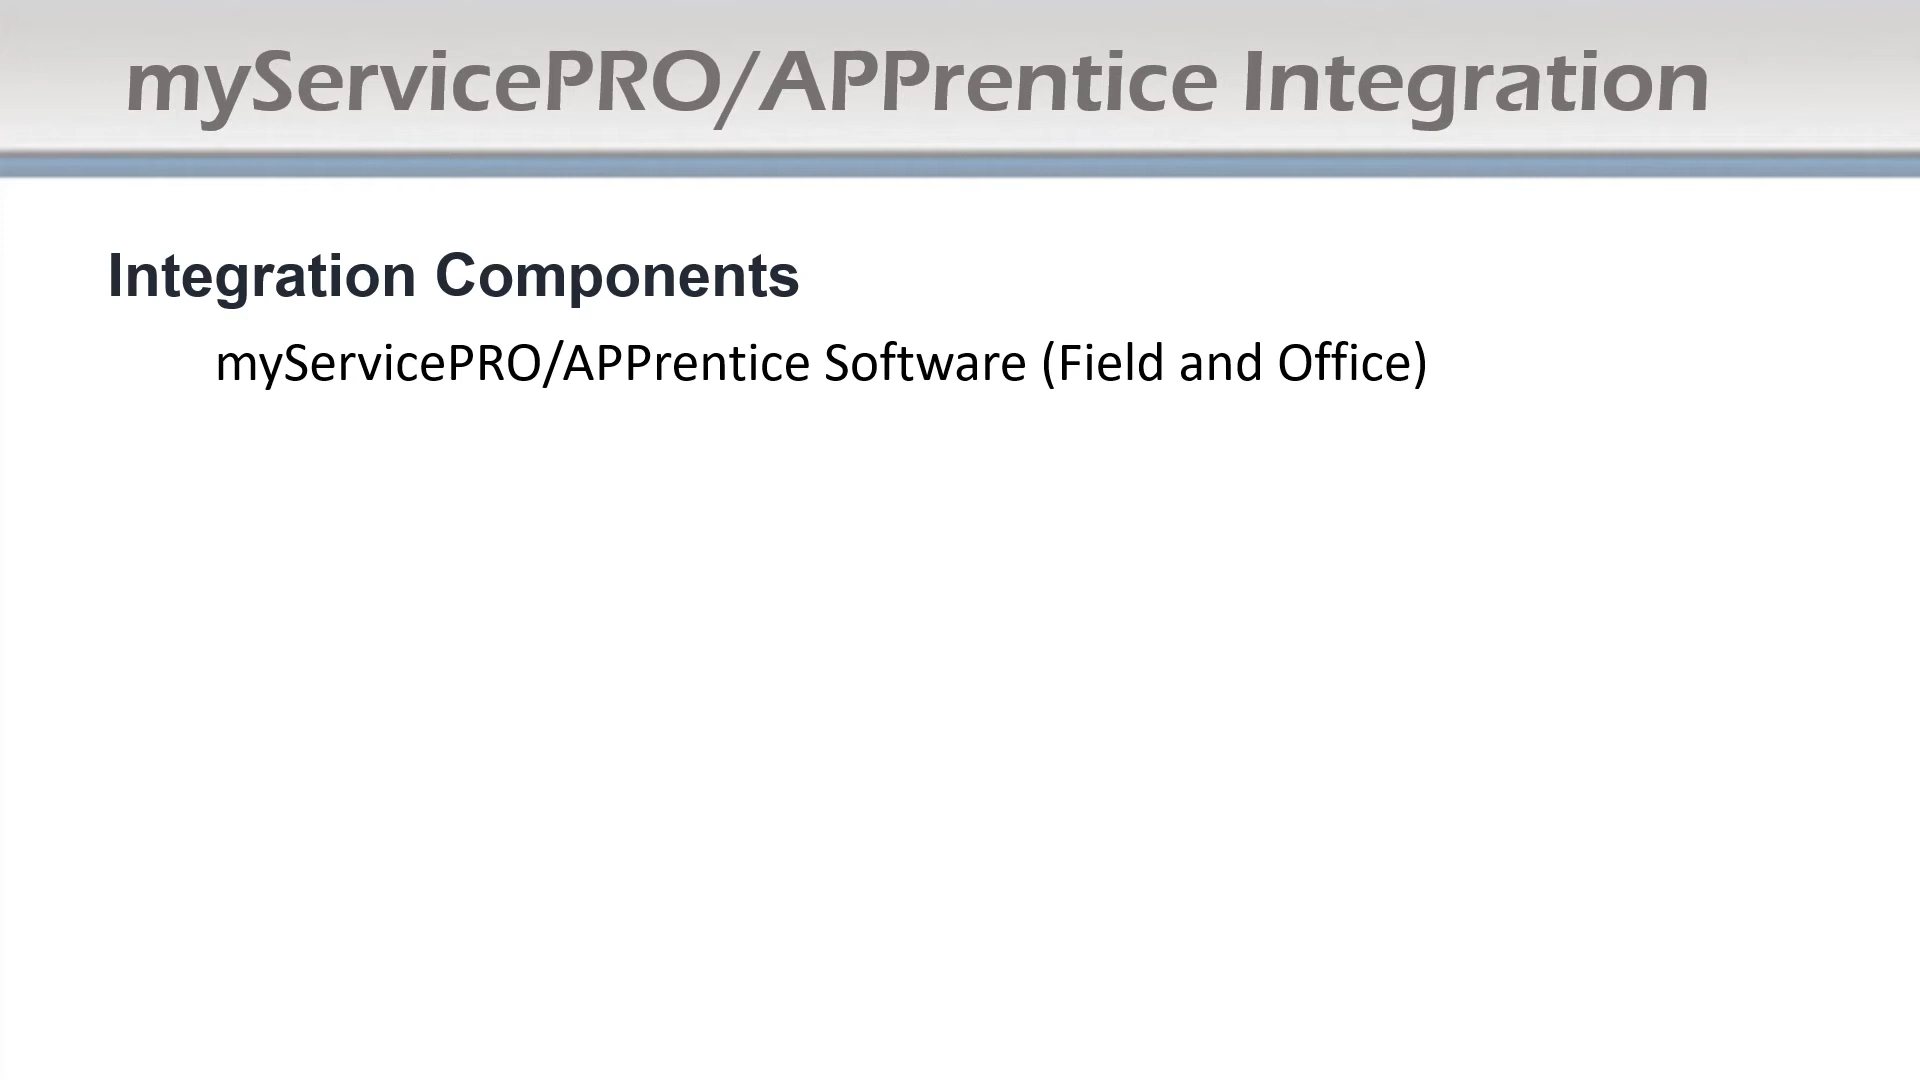 myServicePRO/APPrentice Integration
Integration Components
myServicePRO/APPrentice Software (Field and Office)